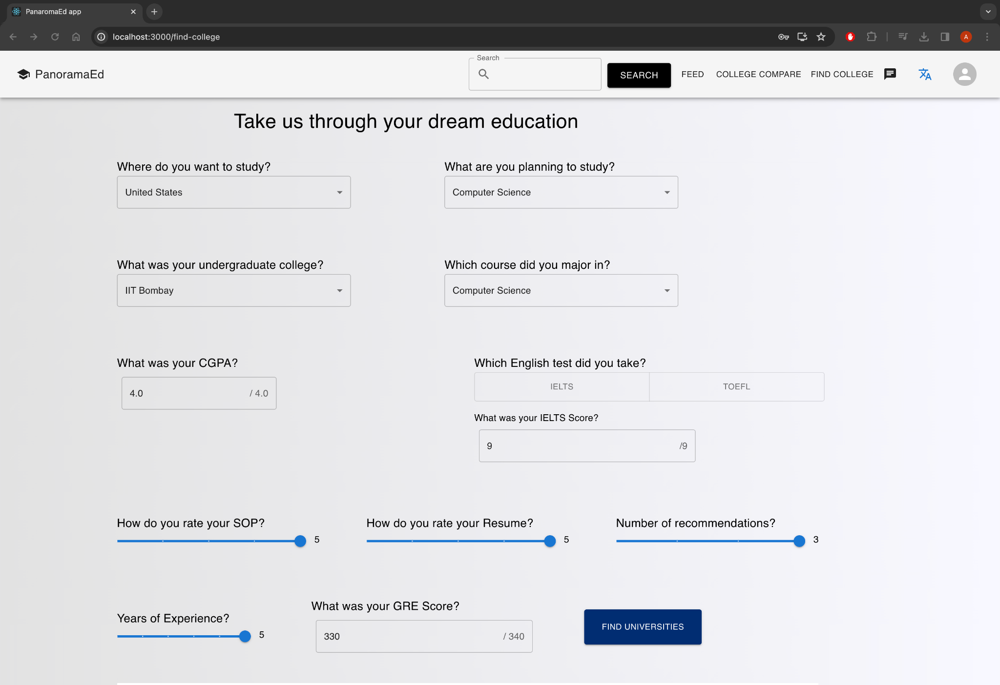 PanaromaEd app
localhost:3000/find-college
A
PanoramaEd
Search
SEARCH
FEED
COLLEGE COMPARE
FIND COLLEGE
Take us through your dream education
Where do you want to study?
What are you planning to study?
United States
Computer Science
What was your undergraduate college?
Which course did you major in?
IIT Bombay
Computer Science
What was your CGPA?
Which English test did you take?
4.0 / 4.0
IELTS
TOEFL
What was your IELTS Score?
9 /9
How do you rate your SOP?
How do you rate your Resume?
Number of recommendations?
5
5
3
What was your GRE Score?
Years of Experience?
5
330 / 340
FIND UNIVERSITIES